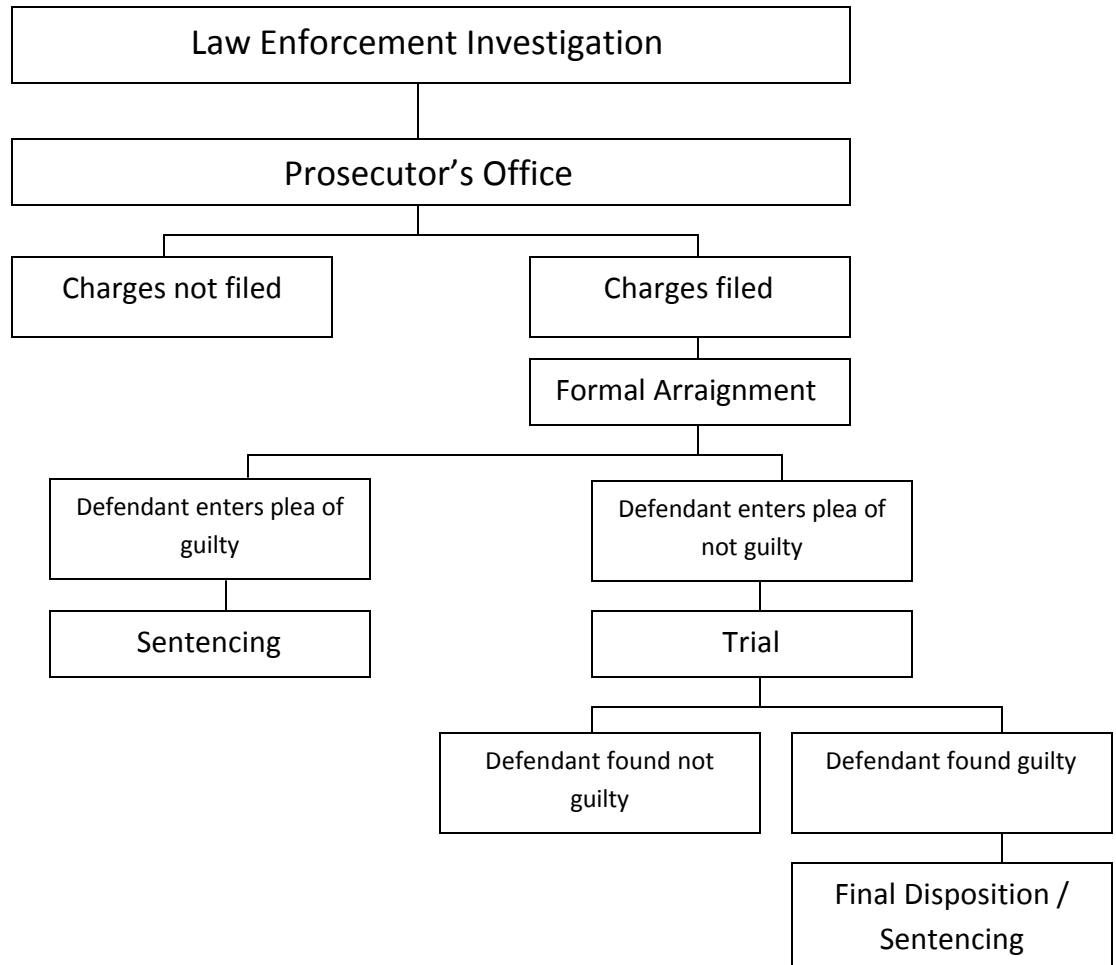 Law Enforcement Investigation
Prosecutor’s Office
Charges not filed
Charges filed
Formal Arraignment
Defendant enters plea of
guilty
Defendant enters plea of
not guilty
Sentencing
Trial
Defendant found not
guilty
Defendant found guilty
Final Disposition /
Sentencing